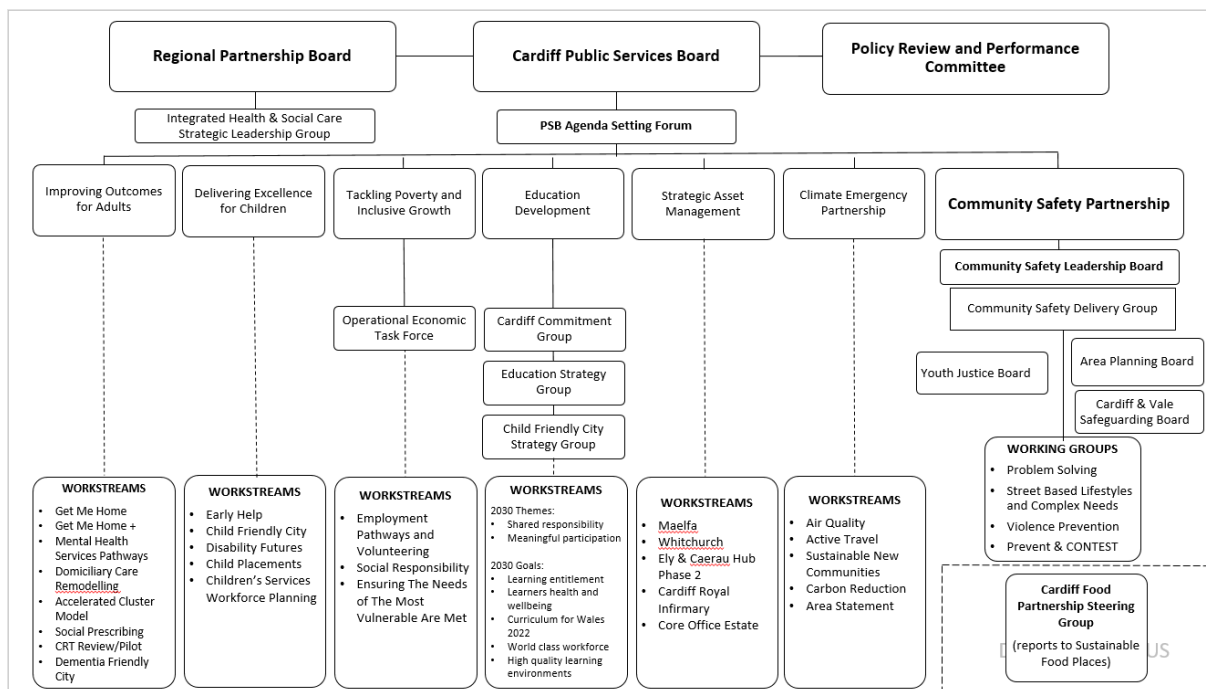 Regional Partnership Board
Cardiff Public Services Board
Policy Review and Performance
Committee
Integrated Health & Social Care
Strategic Leadership Group
PSB Agenda Setting Forum
Improving Outcomes
for Adults
Delivering Excellence
for Children
Tackling Poverty and
Inclusive Growth
Education
Development
Strategic Asset
Management
Climate Emergency
Partnership
Community Safety Partnership
Community Safety Leadership Board
Community Safety Delivery Group
Operational Economic
Task Force
Cardiff Commitment
Group
Education Strategy
Group
Child Friendly City
Strategy Group
Youth Justice Board
Area Planning Board
Cardiff & Vale
Safeguarding Board
WORKSTREAMS
• Get Me Home
• Get Me Home +
• Mental Health
Services Pathways
• Domiciliary Care
Remodelling
• Accelerated Cluster
Model
• Social Prescribing
• CRT Review/Pilot
• Dementia Friendly
City
WORKSTREAMS
• Early Help
• Child Friendly City
• Disability Futures
• Child Placements
• Children's Services
Workforce Planning
WORKSTREAMS
• Employment
Pathways and
Volunteering
• Social Responsibility
• Ensuring The Needs
of The Most
Vulnerable Are Met
WORKSTREAMS
2030 Themes:
• Shared responsibility
• Meaningful participation
2030 Goals:
• Learning entitlement
• Learners health and
wellbeing
• Curriculum for Wales
2022
• World class workforce
• High quality learning
environments
WORKSTREAMS
• Maelfa
• Whitchurch
• Ely & Caerau Hub
Phase 2
• Cardiff Royal
Infirmary
• Core Office Estate
WORKSTREAMS
• Air Quality
• Active Travel
• Sustainable New
Communities
• Carbon Reduction
• Area Statement
WORKING GROUPS
• Problem Solving
• Street Based Lifestyles
and Complex Needs
• Violence Prevention
• Prevent & CONTEST
Cardiff Food
Partnership Steering
Group
(reports to Sustainable
Food Places)